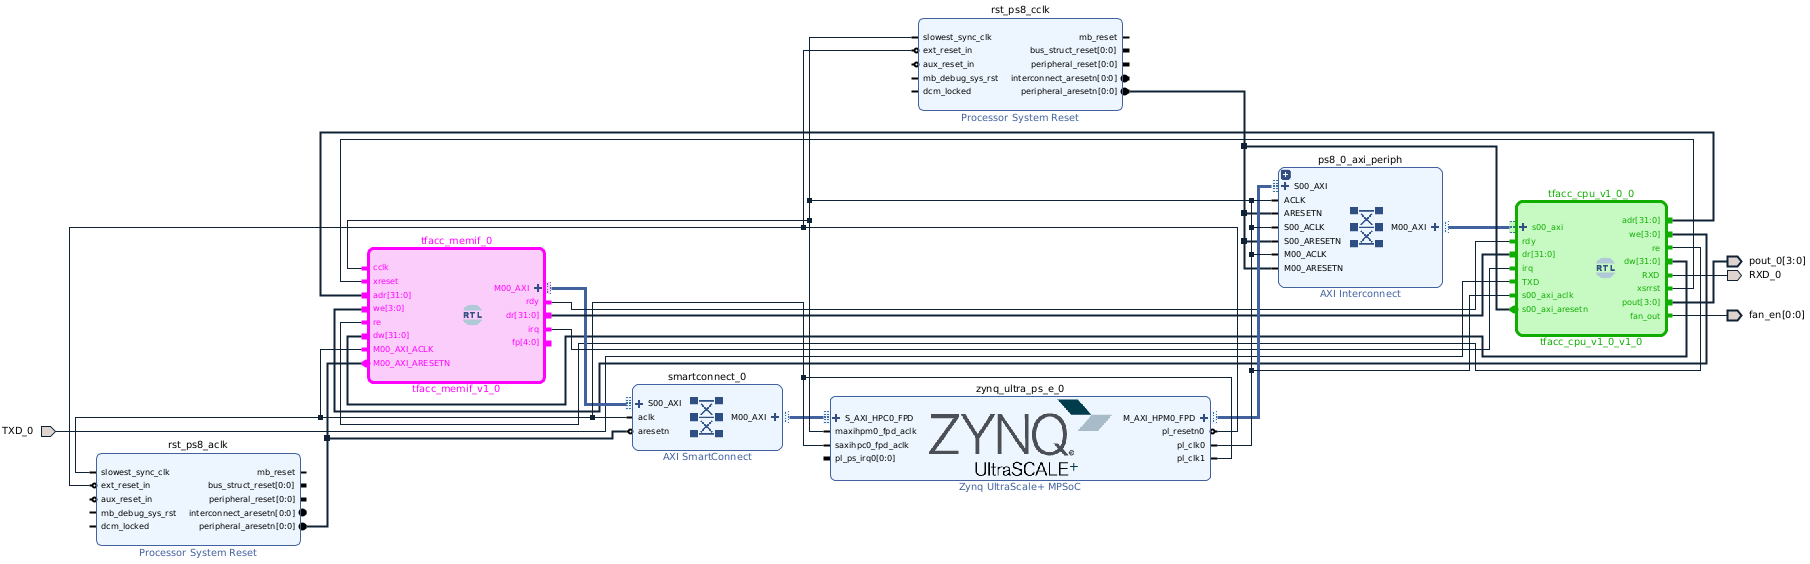 rst_ps8_cclk
slowest_sync_clk
ext_reset_in
aux_reset_in
mb_debug_sys_rst
dcm_locked
mb_reset
bus_struct_reset[0:0]
peripheral_reset[0:0]
interconnect_aresetn[0:0]
peripheral_aresetn[0:0]
Processor System Reset
ps8_0_axi_periph
S00_AXI
ACLK
ARESETN
S00_ACLK
S00_ARESETN
M00_ACLK
M00_ARESETN
M00_AXI
AXI Interconnect
tfacc_cpu_v1_0_0
s00_axi
rdy
dr[31:0]
irq
TXD
s00_axi_aclk
s00_axi_aresetn
RTL
adr[31:0]
we[3:0]
re
dw[31:0]
RXD
xsrrst
pout[3:0]
fan_out
tfacc_cpu_v1_0_v1_0
pout_0[3:0]
RXD_0
fan_en[0:0]
tfacc_memif_0
cclk
xreset
adr[31:0]
we[3:0]
re
dw[31:0]
M00_AXI_ACLK
M00_AXI_ARESETN
RTL
M00_AXI
rdy
dr[31:0]
irq
fp[4:0]
tfacc_memif_v1_0
smartconnect_0
S00_AXI
aclk
aresetn
M00_AXI
AXI SmartConnect
zynq_ultra_ps_e_0
S_AXI_HPC0_FPD
maxihpm0_fpd_aclk
saxihpc0_fpd_aclk
pl_ps_irq0[0:0]
ZYNQ
UltraSCALE+
M_AXI_HPM0_FPD
pl_resetn0
pl_clk0
pl_clk1
Zynq UltraScale+ MPSoC
TXD_0
rst_ps8_aclk
slowest_sync_clk
ext_reset_in
aux_reset_in
mb_debug_sys_rst
dcm_locked
mb_reset
bus_struct_reset[0:0]
peripheral_reset[0:0]
interconnect_aresetn[0:0]
peripheral_aresetn[0:0]
Processor System Reset